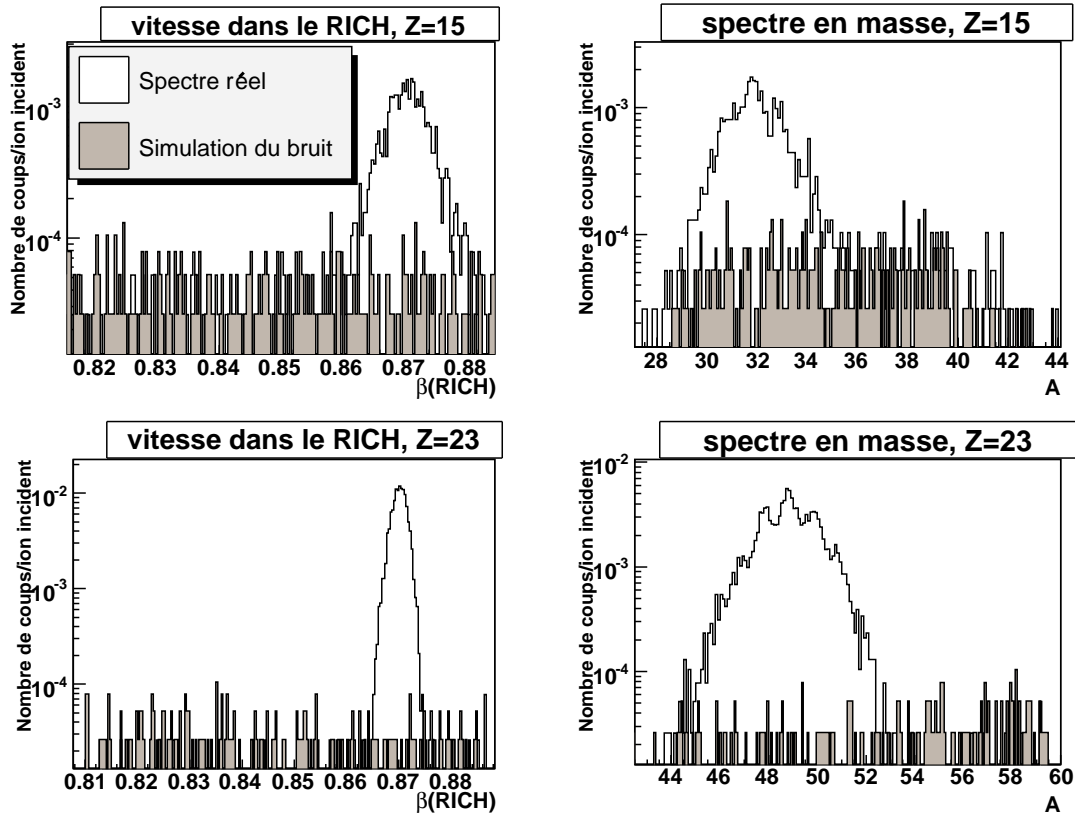 vitesse dans le RICH, Z=15
Nombre de coups/ion incident
10-3
10-4
Spectre réel
Simulation du bruit
0.82 0.83 0.84 0.85 0.86 0.87 0.88
β(RICH)
spectre en masse, Z=15
Nombre de coups/ion incident
10-3
10-4
28 30 32 34 36 38 40 42 44
A
vitesse dans le RICH, Z=23
Nombre de coups/ion incident
10-2
10-3
10-4
0.81 0.82 0.83 0.84 0.85 0.86 0.87 0.88
β(RICH)
spectre en masse, Z=23
Nombre de coups/ion incident
10-2
10-3
10-4
44 46 48 50 52 54 56 58 60
A